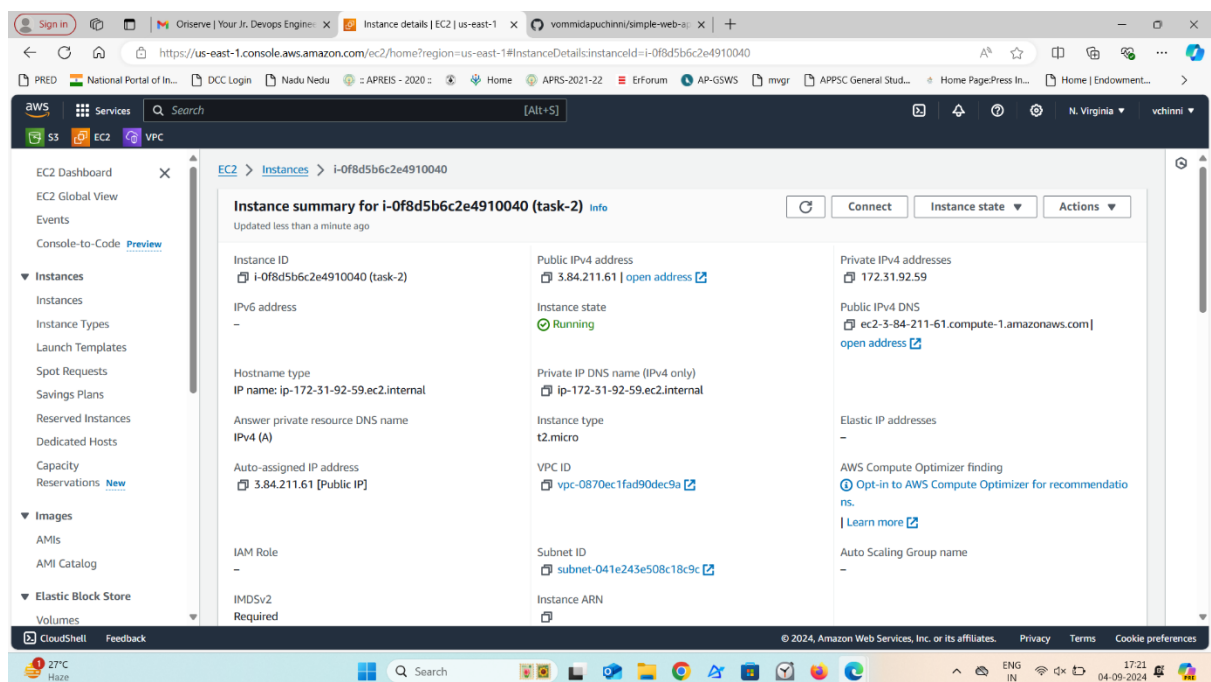 Sign in
Oriserve | Your Jr. Devops Enginee
Instance details | EC2 | us-east-1
vommidapuchinni/simple-web-ap
https://us-east-1.console.aws.amazon.com/ec2/home?region=us-east-1#InstanceDetails:instanceId=i-0f8d5b6c2e4910040
PRED
National Portal of In...
DCC Login
Nadu Nedu
:: APREIS - 2020 ::
Home
APRS-2021-22
ErForum
AP-GSWS
mvgr
APPSC General Stud...
Home Page:Press In...
Home | Endowment...
aws
Services
Search
[Alt+S]
N. Virginia
vchinni
S3
EC2
VPC
EC2 Dashboard
EC2 Global View
Events
Console-to-Code Preview
Instances
Instances
Instance Types
Launch Templates
Spot Requests
Savings Plans
Reserved Instances
Dedicated Hosts
Capacity
Reservations New
Images
AMIs
AMI Catalog
Elastic Block Store
Volumes
EC2 > Instances > i-0f8d5b6c2e4910040
Instance summary for i-0f8d5b6c2e4910040 (task-2) Info
Updated less than a minute ago
Connect
Instance state
Actions
Instance ID
i-0f8d5b6c2e4910040 (task-2)
Public IPv4 address
3.84.211.61 | open address
Private IPv4 addresses
172.31.92.59
IPv6 address
–
Instance state
Running
Public IPv4 DNS
ec2-3-84-211-61.compute-1.amazonaws.com |
open address
Hostname type
IP name: ip-172-31-92-59.ec2.internal
Private IP DNS name (IPv4 only)
ip-172-31-92-59.ec2.internal
Answer private resource DNS name
IPv4 (A)
Instance type
t2.micro
Elastic IP addresses
–
Auto-assigned IP address
3.84.211.61 [Public IP]
VPC ID
vpc-0870ec1fad90dec9a
AWS Compute Optimizer finding
Opt-in to AWS Compute Optimizer for recommendatio
ns.
| Learn more
IAM Role
–
Subnet ID
subnet-041e243e508c18c9c
Auto Scaling Group name
–
IMDSv2
Required
Instance ARN
CloudShell
Feedback
© 2024, Amazon Web Services, Inc. or its affiliates.
Privacy
Terms
Cookie preferences
1
27°C
Haze
Search
ENG
IN
17:21
04-09-2024
PRE